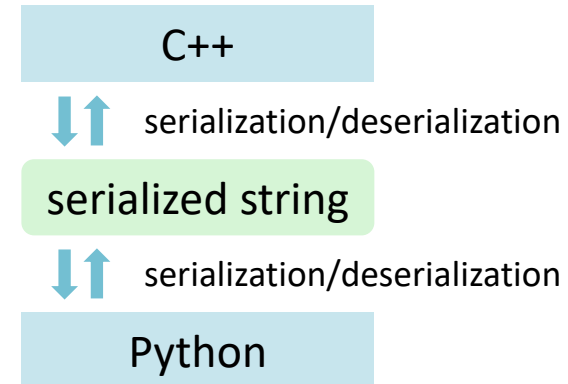 C++
serialization/deserialization
serialized string
serialization/deserialization
Python